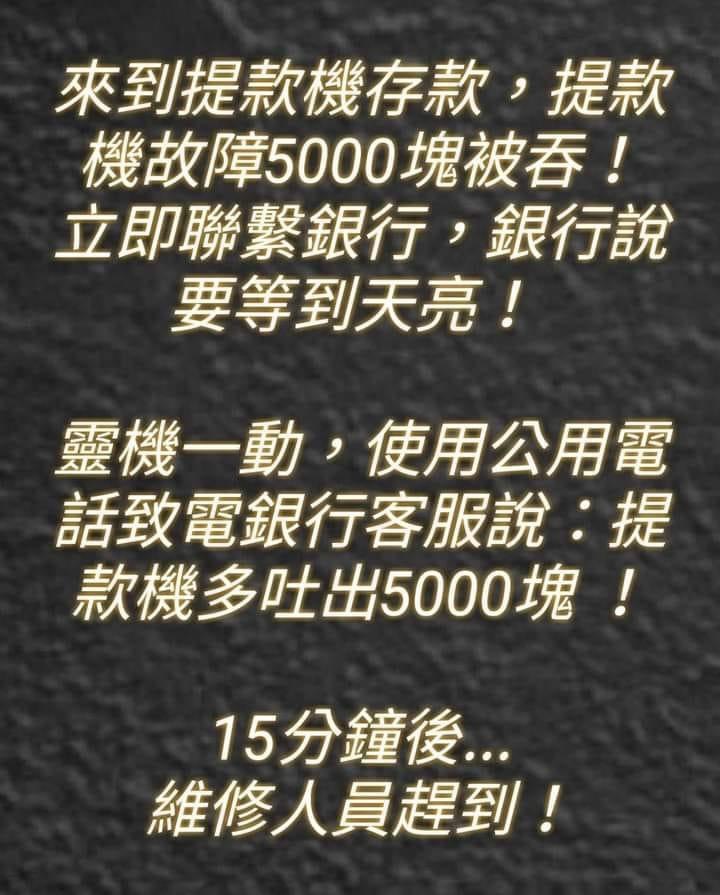 來到提款機存款，提款
機故障5000塊被吞！
立即聯繫銀行，銀行說
要等到天亮！
靈機一動，使用公用電
話致電銀行客服說：提
款機多吐出5000塊 ！
15分鐘後...
維修人員趕到！